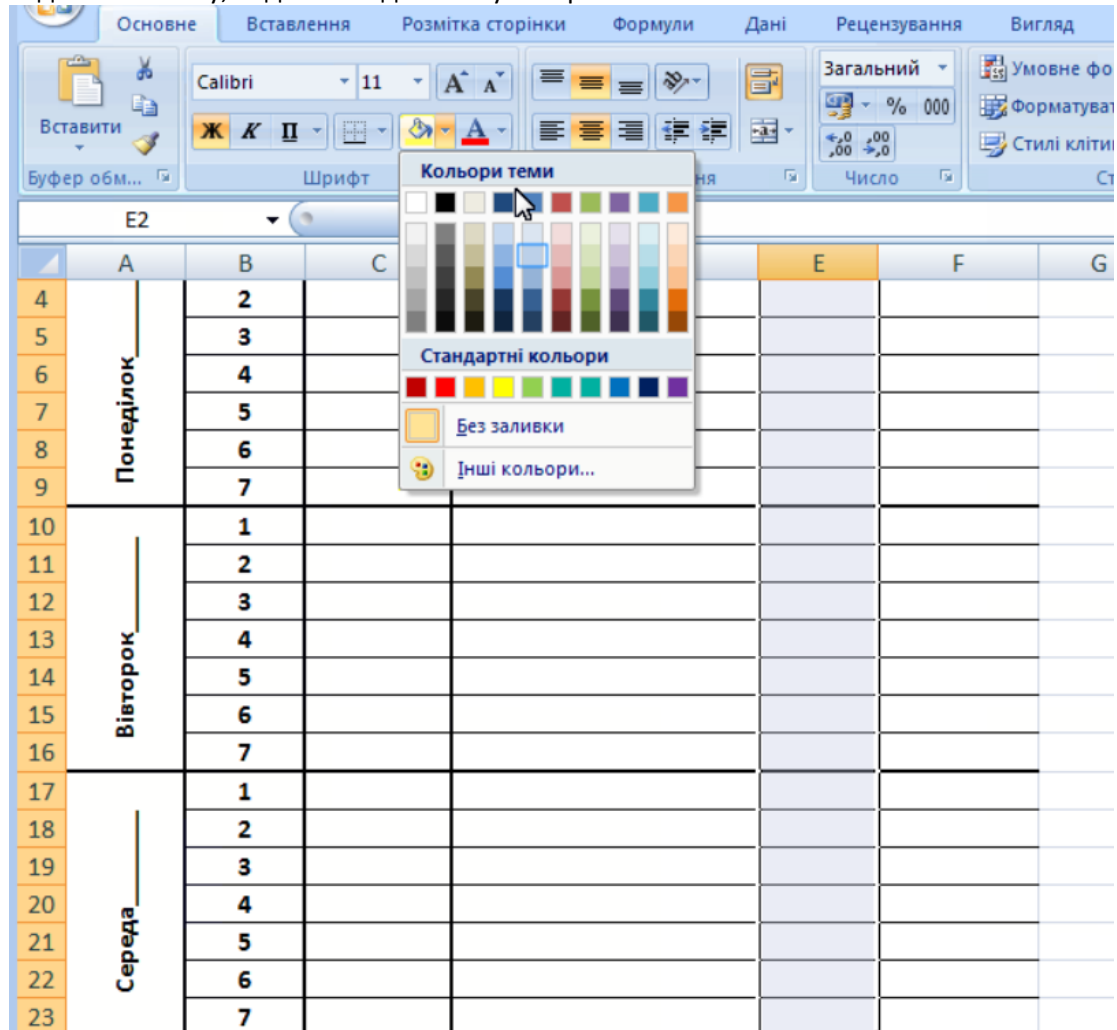 Основне Вставлення Розмітка сторінки Формули Дані Рецензування Вигляд
Calibri 11 Загальний Умовне фо
Вставити Ж К П А % 000 Форматуват
Стилі кліти
Буфер обм... Шрифт ня Число Ст
E2
Кольори теми
Стандартні кольори
Без заливки
Інші кольори...
A B C E F G
4 2
5 3
6 4
7 5
8 6
9 7
Понеділок
10 1
11 2
12 3
13 4
14 5
15 6
16 7
Вівторок
17 1
18 2
19 3
20 4
21 5
22 6
23 7
Середа